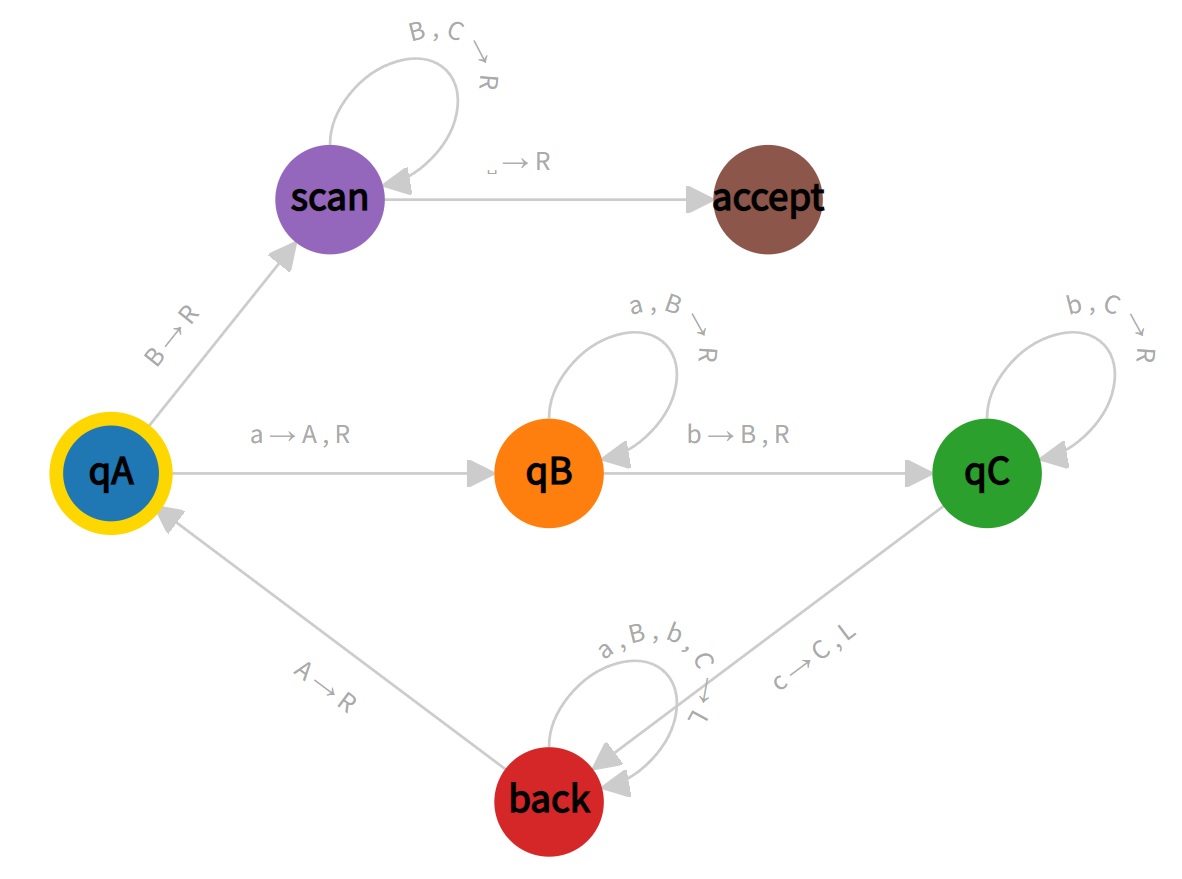 B,C→R
␣→R
scan
accept
B→R
a,B→R
b,C→R
a→A,R
b→B,R
qA
qB
qC
a,B,b,C→L
c→C,L
A→R
back